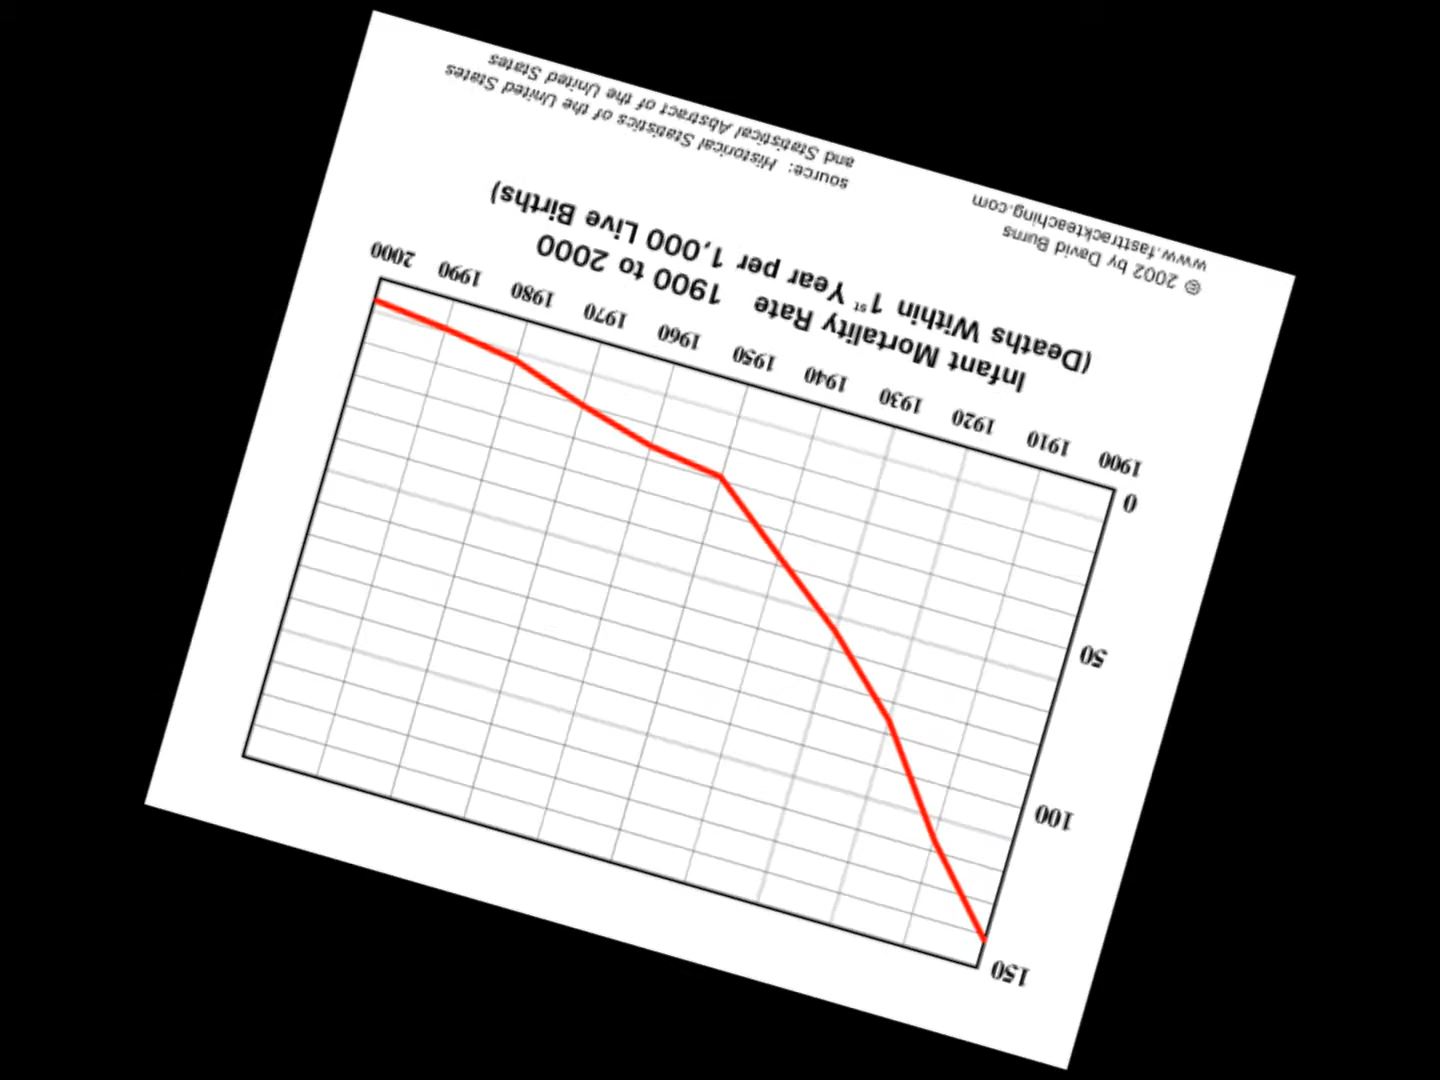 150
100
50
0
1900
1910
1920
1930
1940
1950
1960
1970
1980
1990
2000
Infant Mortality Rate 1900 to 2000
(Deaths Within 1st Year per 1,000 Live Births)
© 2002 by David Burns
www.fasttrackteaching.com
source: Historical Statistics of the United States
and Statistical Abstract of the United States